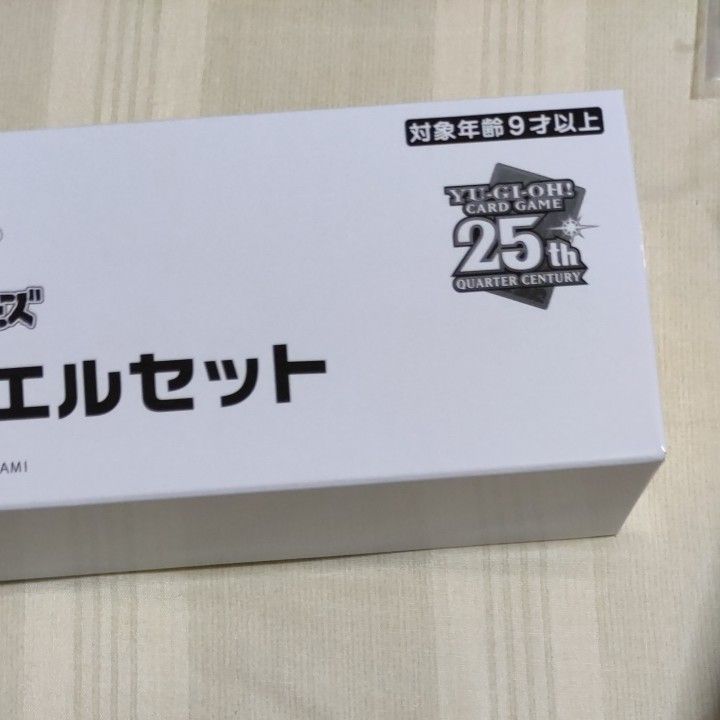 対象年齢9才以上
YU-GI-OH!
CARD GAME
25th
QUARTER CENTURY
ーズ
エルセット
AMI